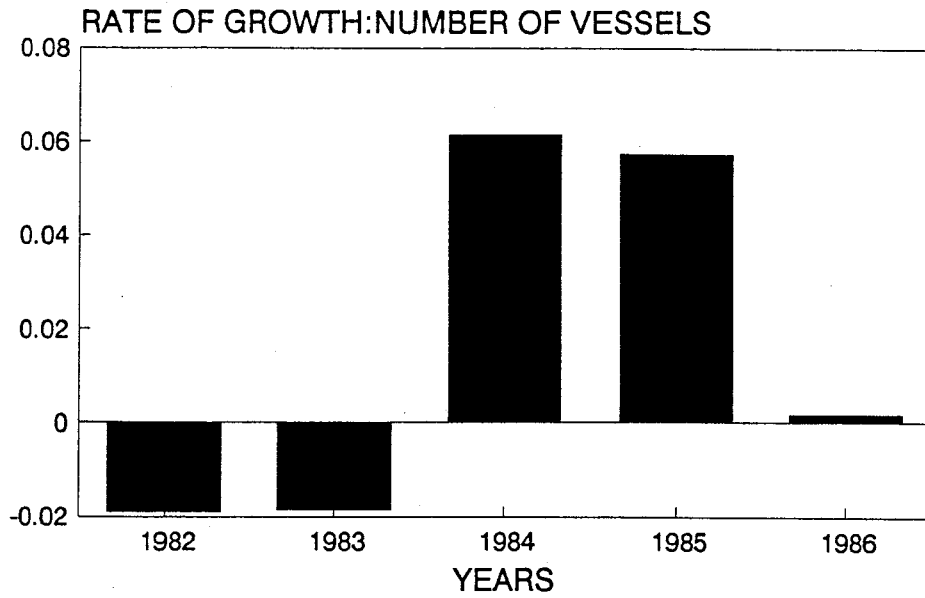 RATE OF GROWTH:NUMBER OF VESSELS
0.08
0.06
0.04
0.02
0
-0.02
1982 1983 1984 1985 1986
YEARS